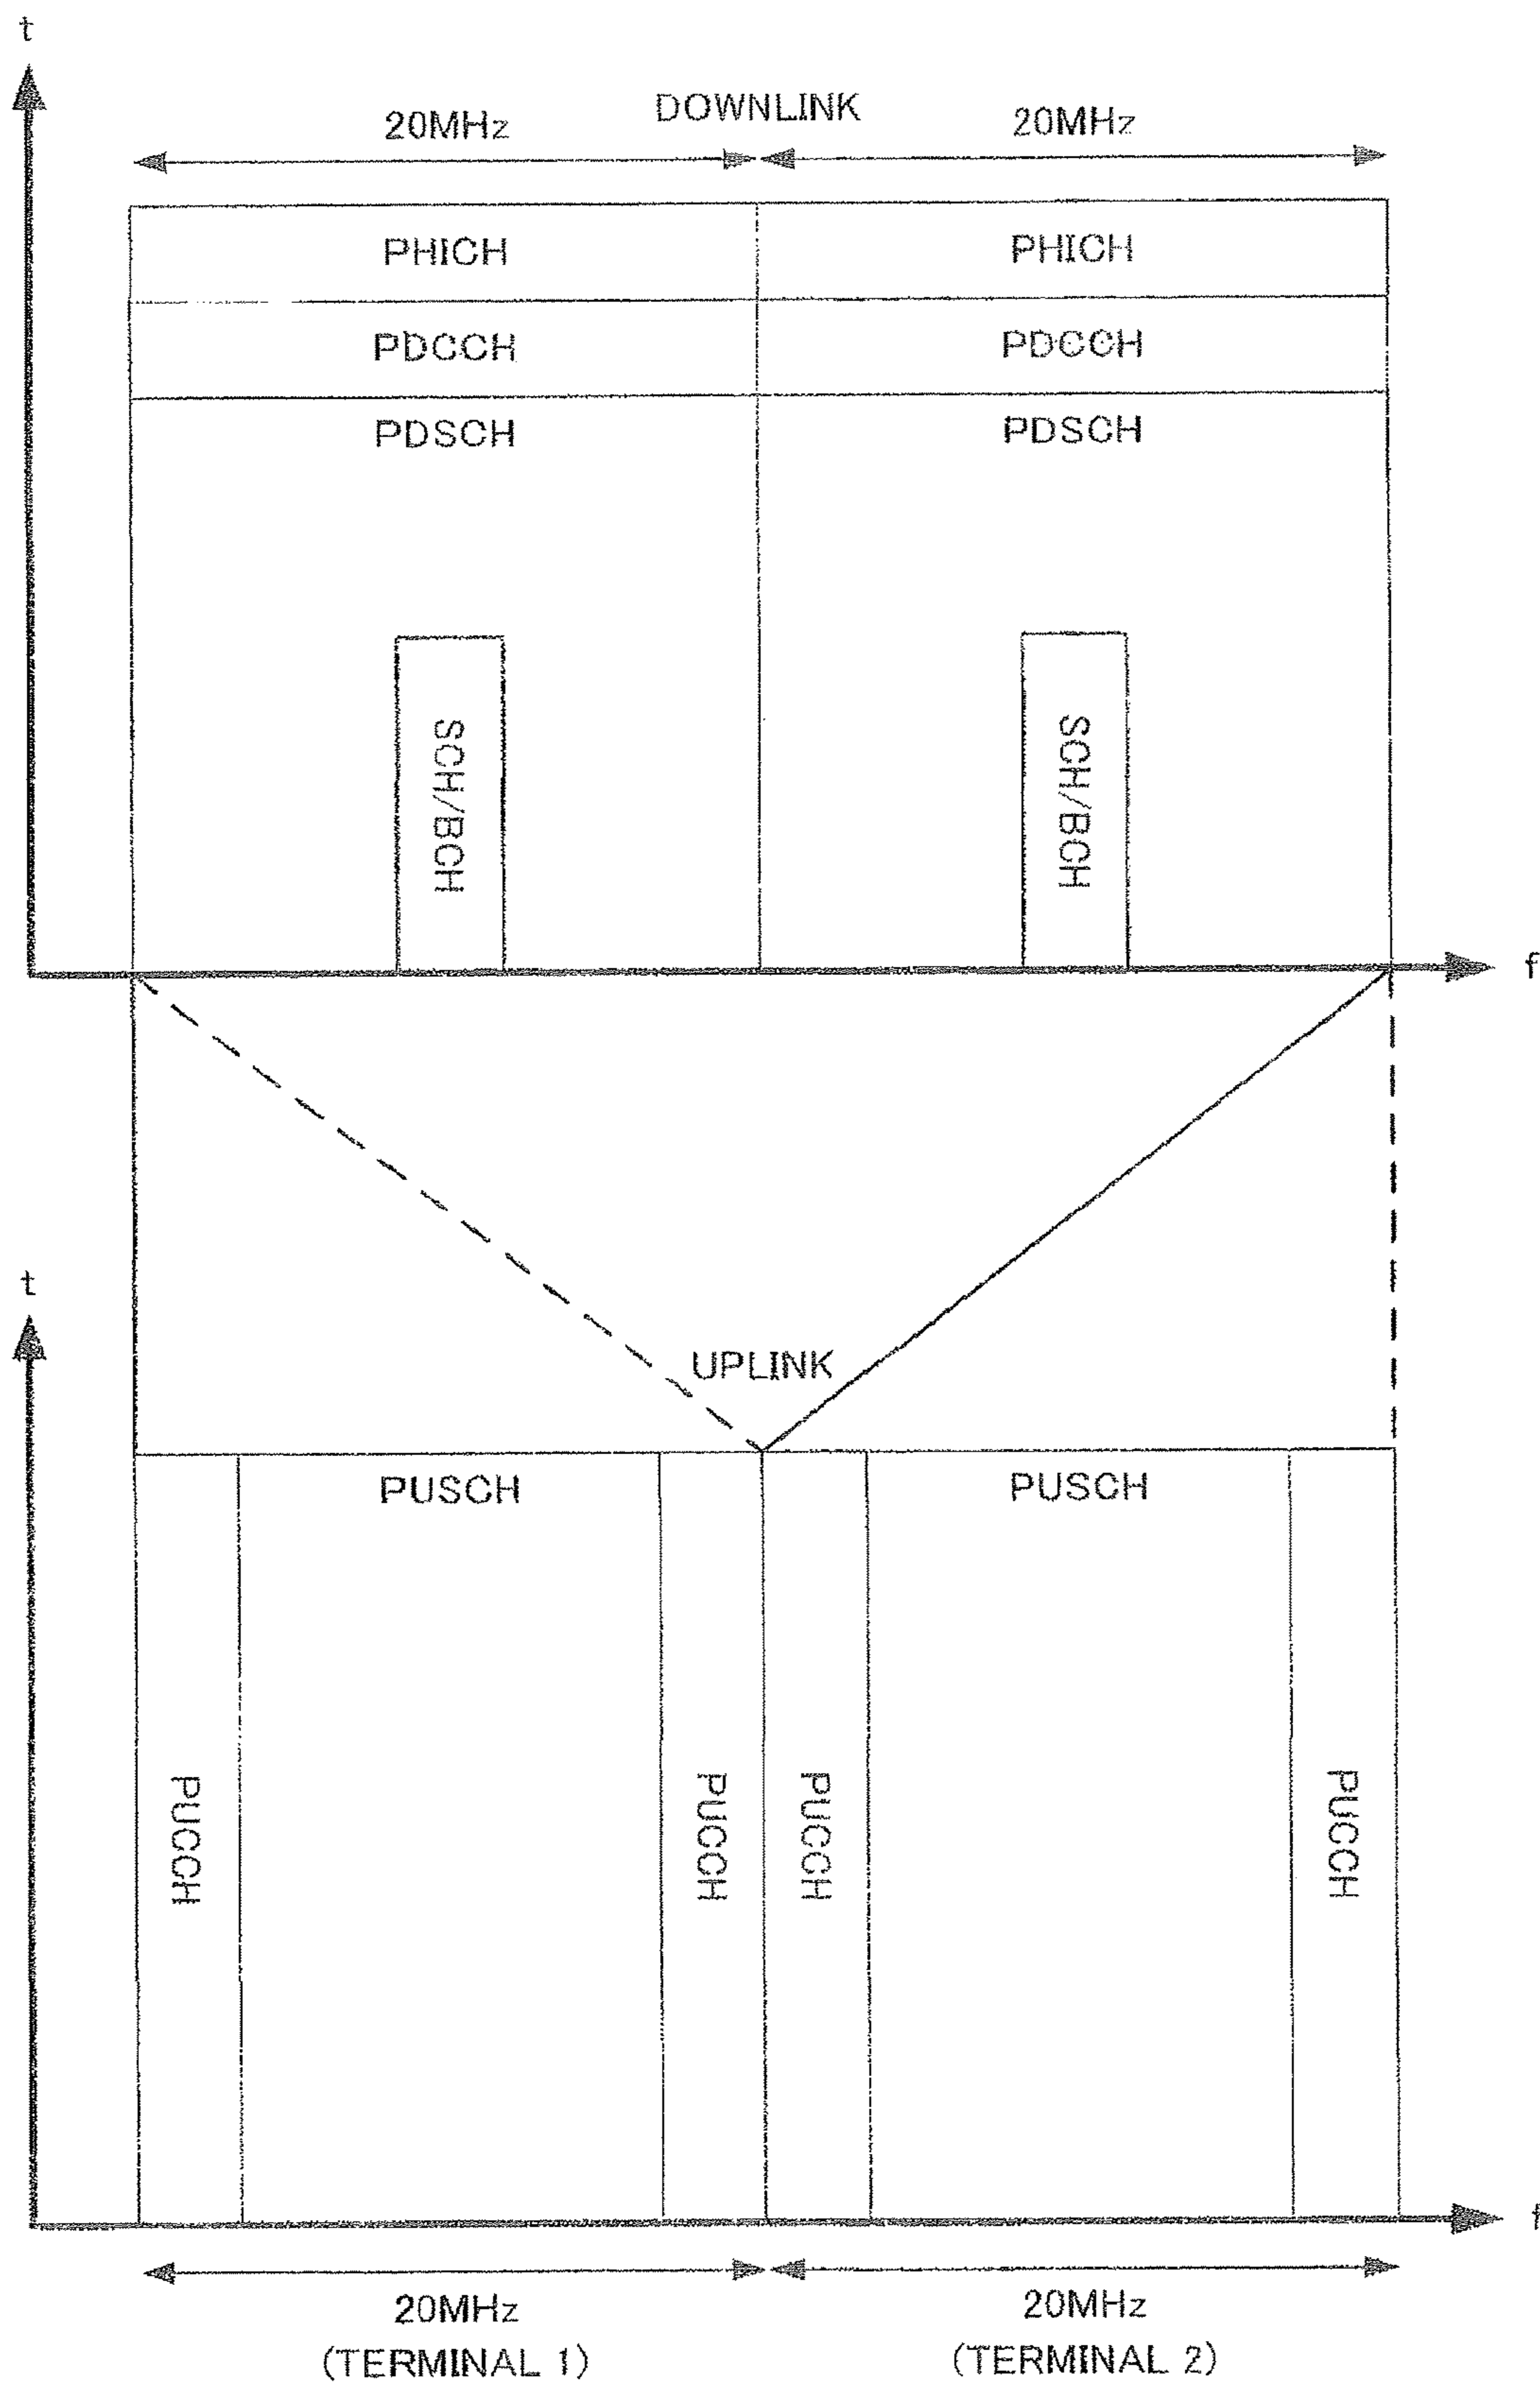 t
DOWNLINK
20MHz
20MHz
PHICH
PHICH
PDCCH
PDCCH
PDSCH
PDSCH
SCH/BCH
SCH/BCH
f
t
UPLINK
PUSCH
PUSCH
PUCCH
PUCCH
PUCCH
PUCCH
f
20MHz
20MHz
(TERMINAL 1)
(TERMINAL 2)